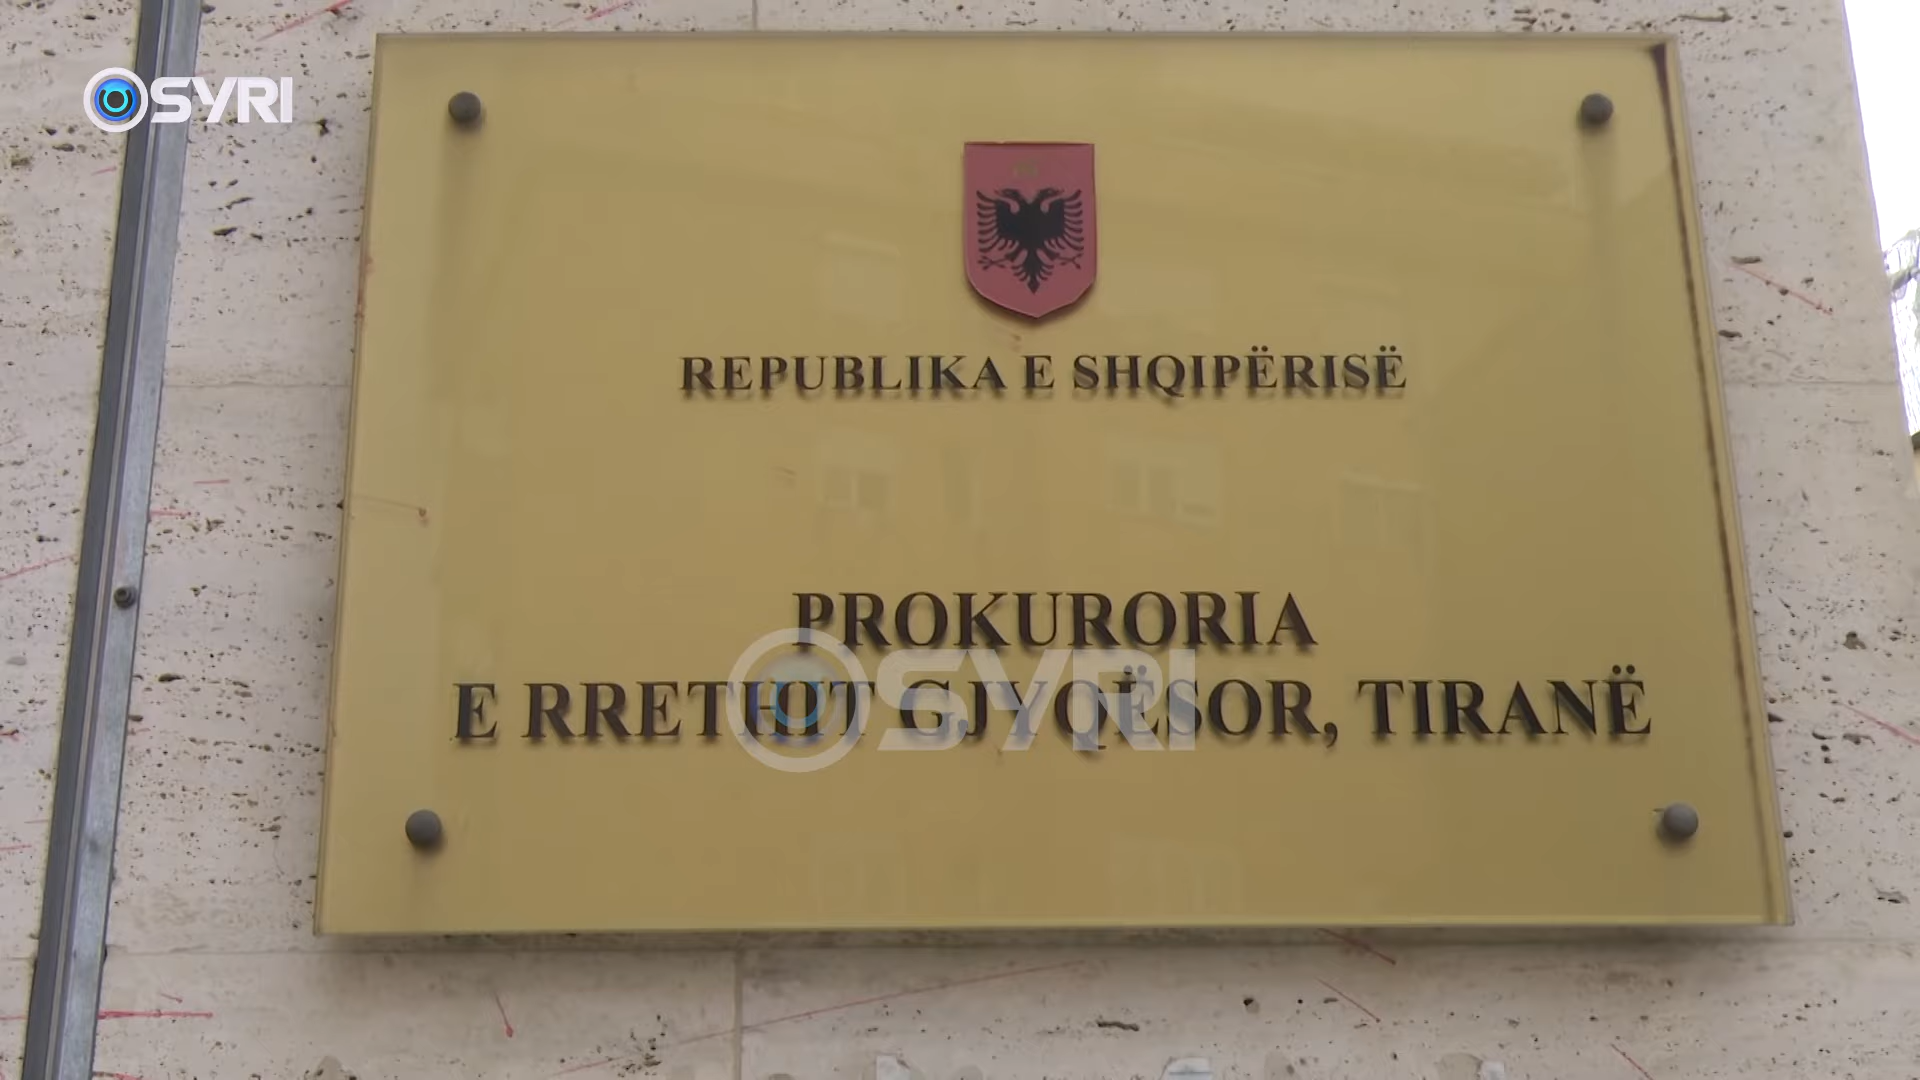 SYRI
REPUBLIKA E SHQIPËRISË
PROKURORIA
E RRETHIT GJYQËSOR, TIRANË
SYRI